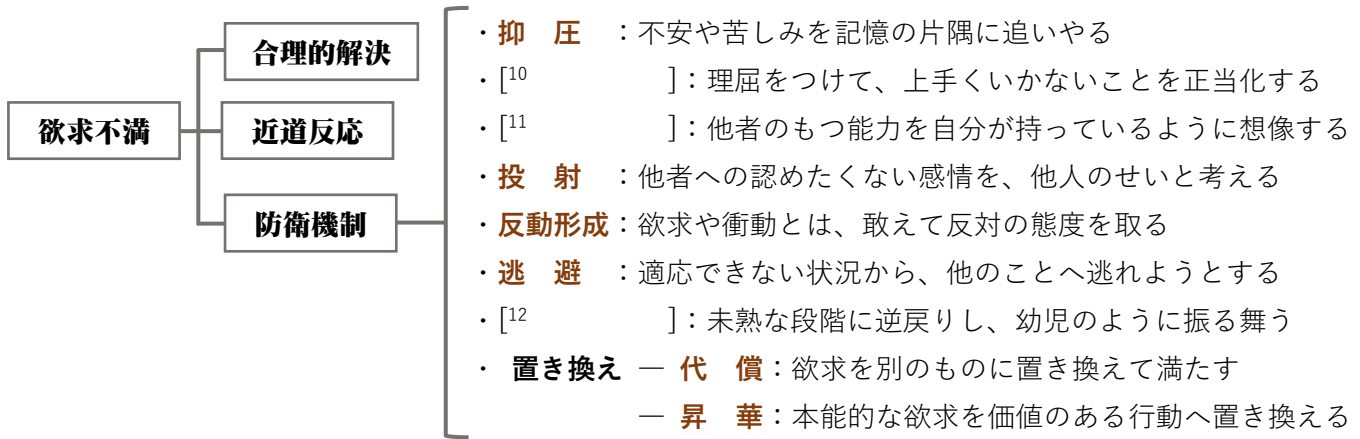 欲求不満
合理的解決
近道反応
防衛機制
・抑　圧　：不安や苦しみを記憶の片隅に追いやる
・[10　　　　　]：理屈をつけて、上手くいかないことを正当化する
・[11　　　　　]：他者のもつ能力を自分が持っているように想像する
・投　射　：他者への認めたくない感情を、他人のせいと考える
・反動形成：欲求や衝動とは、敢えて反対の態度を取る
・逃　避　：適応できない状況から、他のことへ逃れようとする
・[12　　　　　]：未熟な段階に逆戻りし、幼児のように振る舞う
・ 置き換え ― 代　償：欲求を別のものに置き換えて満たす
― 昇　華：本能的な欲求を価値のある行動へ置き換える